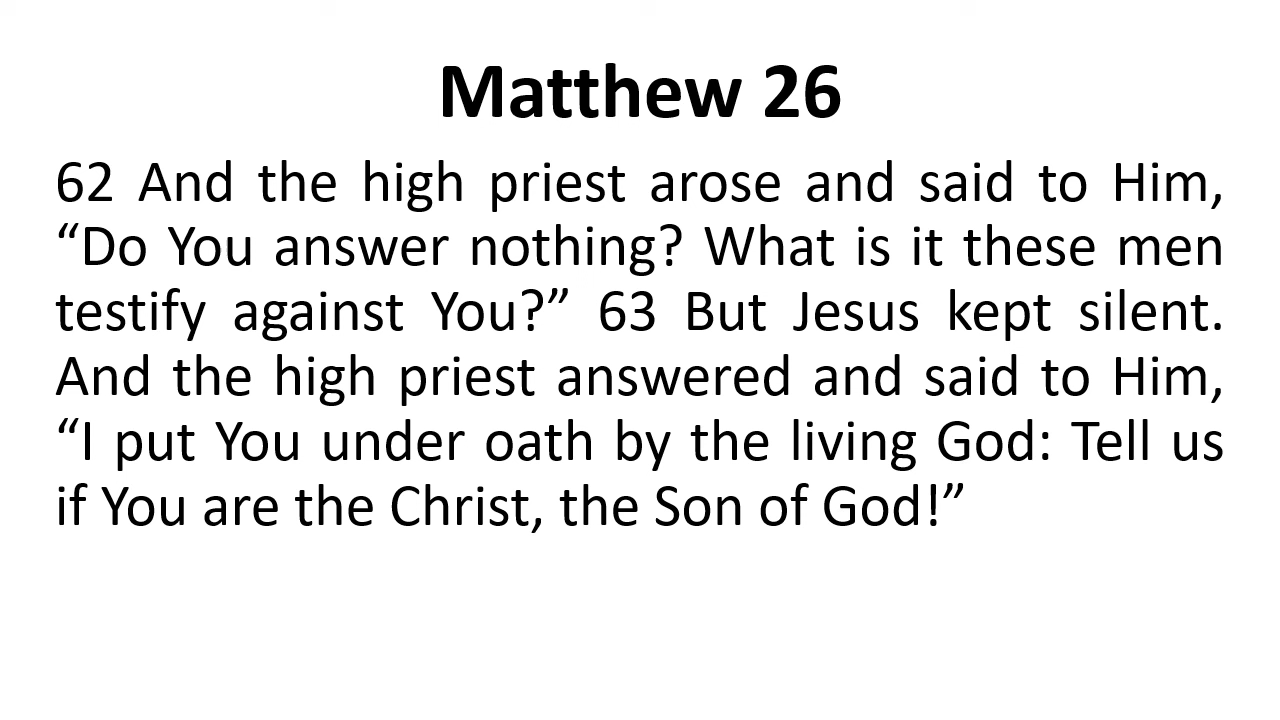 Matthew 26
62 And the high priest arose and said to Him,
“Do You answer nothing? What is it these men
testify against You?” 63 But Jesus kept silent.
And the high priest answered and said to Him,
“I put You under oath by the living God: Tell us
if You are the Christ, the Son of God!”